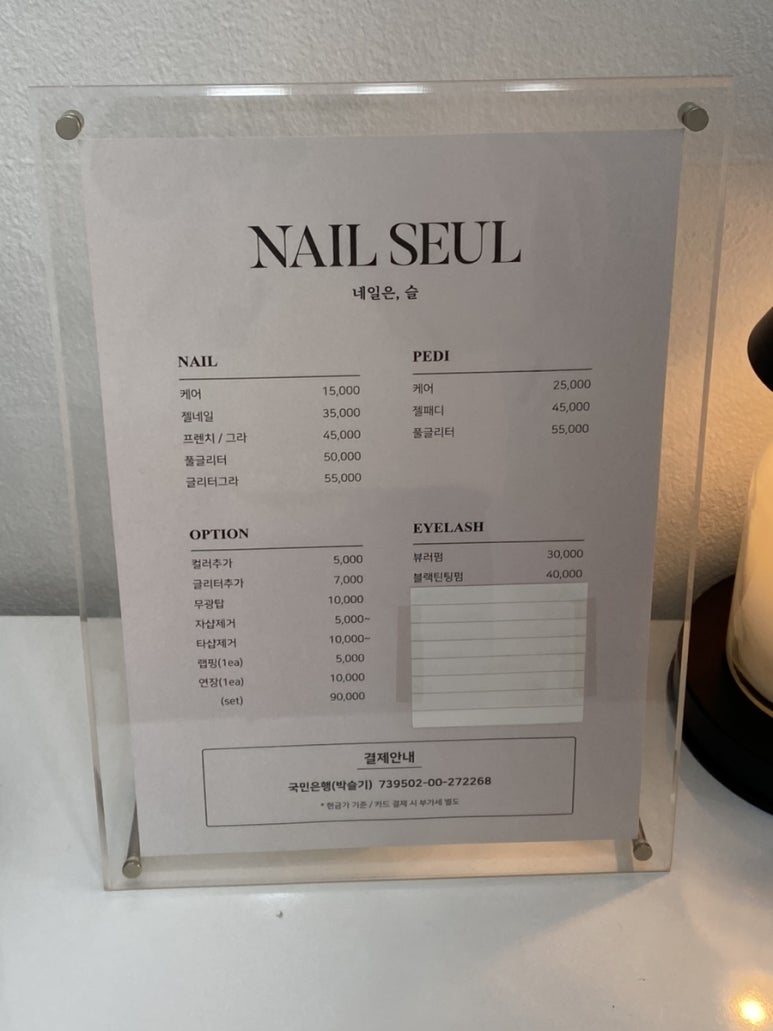 NAIL SEUL
네일은, 슬
NAIL
케어 15,000
젤네일 35,000
프렌치 / 그라 45,000
풀글리터 50,000
글리터그라 55,000
PEDI
케어 25,000
젤패디 45,000
풀글리터 55,000
OPTION
컬러추가 5,000
글리터추가 7,000
무광탑 10,000
자샵제거 5,000~
타샵제거 10,000~
랩핑(1ea) 5,000
연장(1ea) 10,000
(set) 90,000
EYELASH
뷰러펌 30,000
블랙틴팅펌 40,000
결제안내
국민은행(박슬기) 739502-00-272268
* 현금가 기준 / 카드 결제 시 부가세 별도